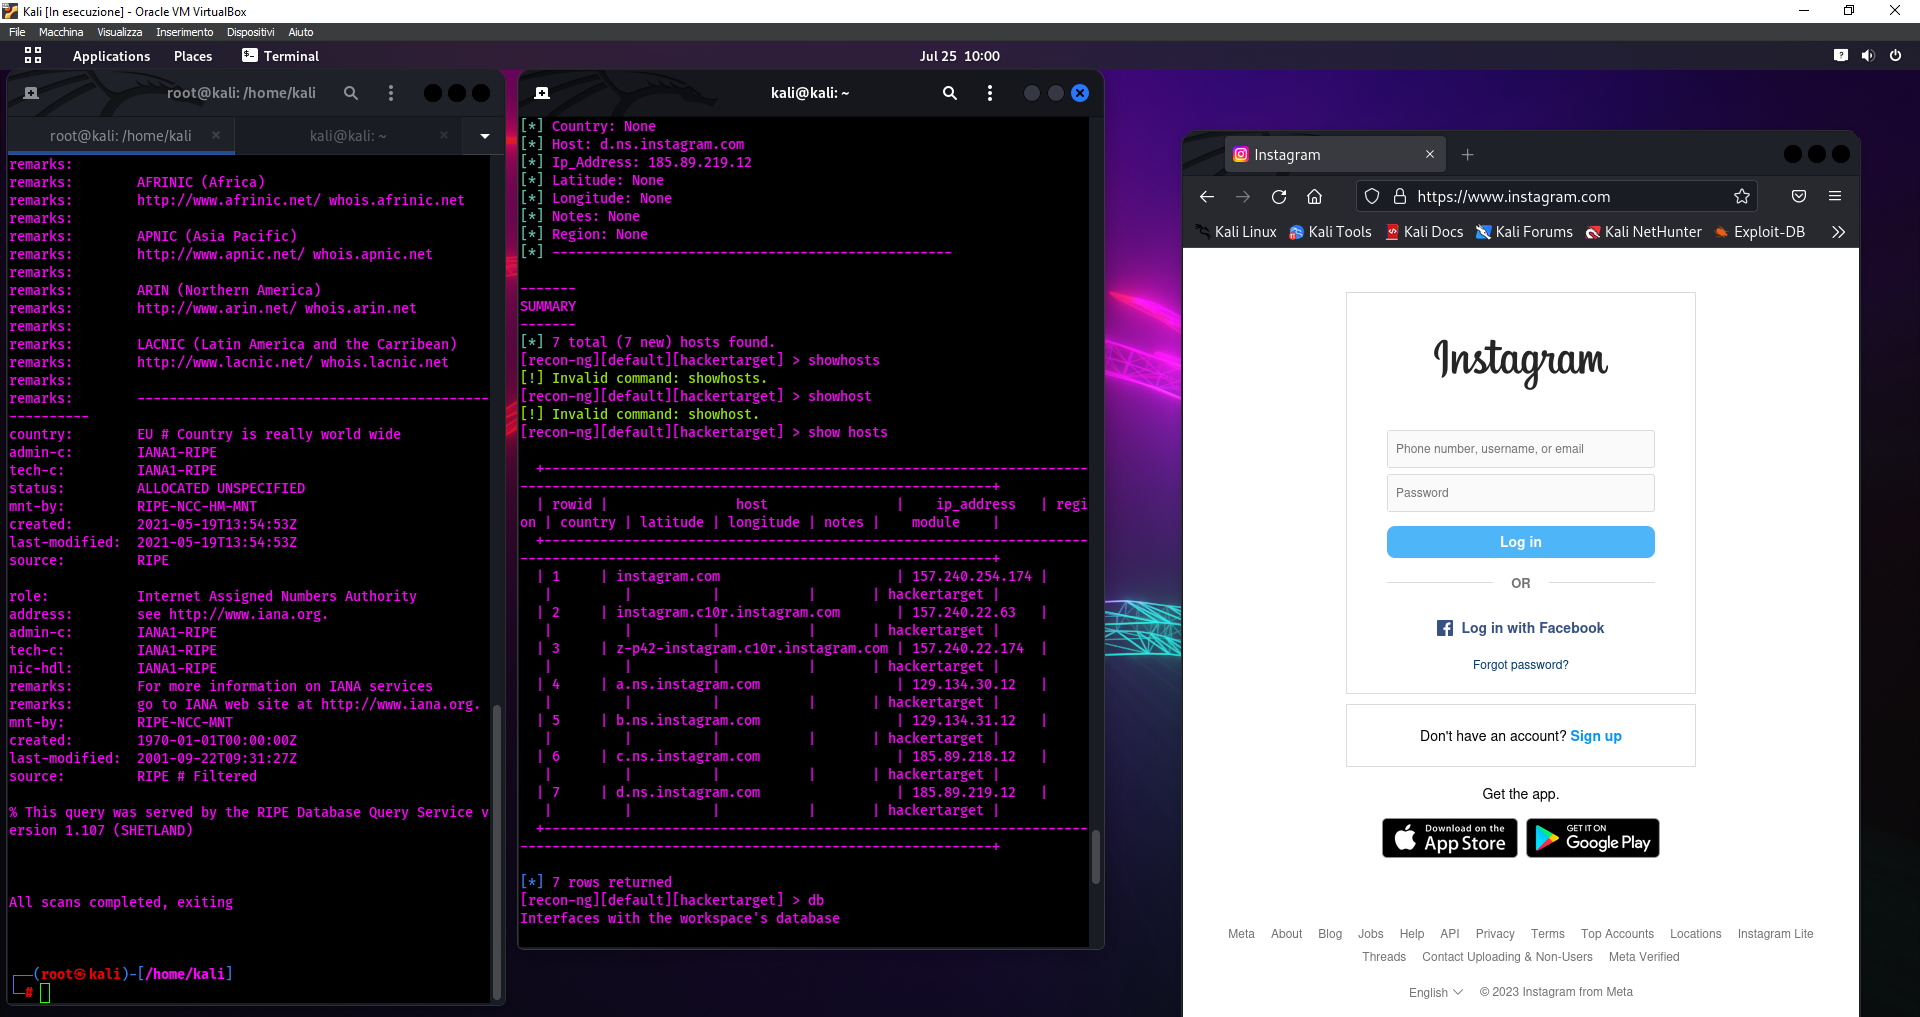 Kali [In esecuzione] - Oracle VM VirtualBox
File Macchina Visualizza Inserimento Dispositivi Aiuto
Applications Places Terminal Jul 25 10:00
root@kali: /home/kali
root@kali: /home/kali × kali@kali: ~ ×
remarks:
remarks: AFRINIC (Africa)
remarks: http://www.afrinic.net/ whois.afrinic.net
remarks:
remarks: APNIC (Asia Pacific)
remarks: http://www.apnic.net/ whois.apnic.net
remarks:
remarks: ARIN (Northern America)
remarks: http://www.arin.net/ whois.arin.net
remarks:
remarks: LACNIC (Latin America and the Carribean)
remarks: http://www.lacnic.net/ whois.lacnic.net
remarks:
remarks: --------------------------------------------
----------
country: EU # Country is really world wide
admin-c: IANA1-RIPE
tech-c: IANA1-RIPE
status: ALLOCATED UNSPECIFIED
mnt-by: RIPE-NCC-HM-MNT
created: 2021-05-19T13:54:53Z
last-modified: 2021-05-19T13:54:53Z
source: RIPE
role: Internet Assigned Numbers Authority
address: see http://www.iana.org.
admin-c: IANA1-RIPE
tech-c: IANA1-RIPE
nic-hdl: IANA1-RIPE
remarks: For more information on IANA services
remarks: go to IANA web site at http://www.iana.org.
mnt-by: RIPE-NCC-MNT
created: 1970-01-01T00:00:00Z
last-modified: 2001-09-22T09:31:27Z
source: RIPE # Filtered
% This query was served by the RIPE Database Query Service v
ersion 1.107 (SHETLAND)
All scans completed, exiting
┌──(root㉿kali)-[/home/kali]
└─#
kali@kali: ~
[*] Country: None
[*] Host: d.ns.instagram.com
[*] Ip_Address: 185.89.219.12
[*] Latitude: None
[*] Longitude: None
[*] Notes: None
[*] Region: None
[*] --------------------------------------------------
-------
SUMMARY
-------
[*] 7 total (7 new) hosts found.
[recon-ng][default][hackertarget] > showhosts
[!] Invalid command: showhosts.
[recon-ng][default][hackertarget] > showhost
[!] Invalid command: showhost.
[recon-ng][default][hackertarget] > show hosts
+--------------------------------------------------------------------
-----------------------------------------------------------+
| rowid | host | ip_address | regi
on | country | latitude | longitude | notes | module |
+--------------------------------------------------------------------
-----------------------------------------------------------+
| 1 | instagram.com | 157.240.254.174 |
| | | | | hackertarget |
| 2 | instagram.c10r.instagram.com | 157.240.22.63 |
| | | | | hackertarget |
| 3 | z-p42-instagram.c10r.instagram.com | 157.240.22.174 |
| | | | | hackertarget |
| 4 | a.ns.instagram.com | 129.134.30.12 |
| | | | | hackertarget |
| 5 | b.ns.instagram.com | 129.134.31.12 |
| | | | | hackertarget |
| 6 | c.ns.instagram.com | 185.89.218.12 |
| | | | | hackertarget |
| 7 | d.ns.instagram.com | 185.89.219.12 |
| | | | | hackertarget |
+--------------------------------------------------------------------
-----------------------------------------------------------+
[*] 7 rows returned
[recon-ng][default][hackertarget] > db
Interfaces with the workspace's database
Instagram
https://www.instagram.com
Kali Linux Kali Tools Kali Docs Kali Forums Kali NetHunter Exploit-DB
Instagram
Phone number, username, or email
Password
Log in
OR
Log in with Facebook
Forgot password?
Don't have an account? Sign up
Get the app.
Download on the App Store
GET IT ON Google Play
Meta About Blog Jobs Help API Privacy Terms Top Accounts Locations Instagram Lite
Threads Contact Uploading & Non-Users Meta Verified
English © 2023 Instagram from Meta